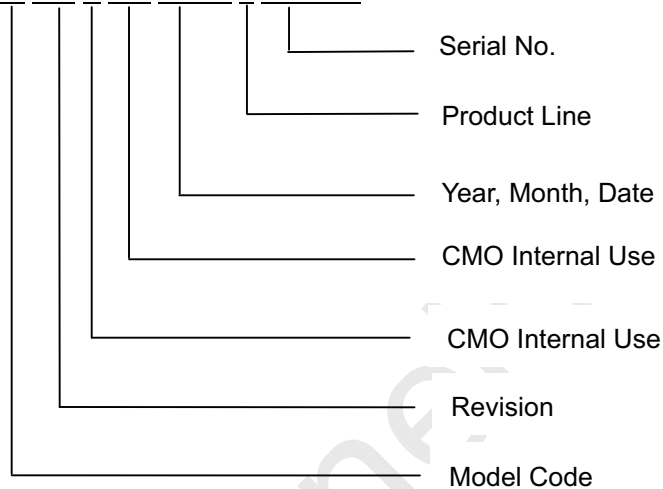 Serial No.
Product Line
Year, Month, Date
CMO Internal Use
CMO Internal Use
Revision
Model Code